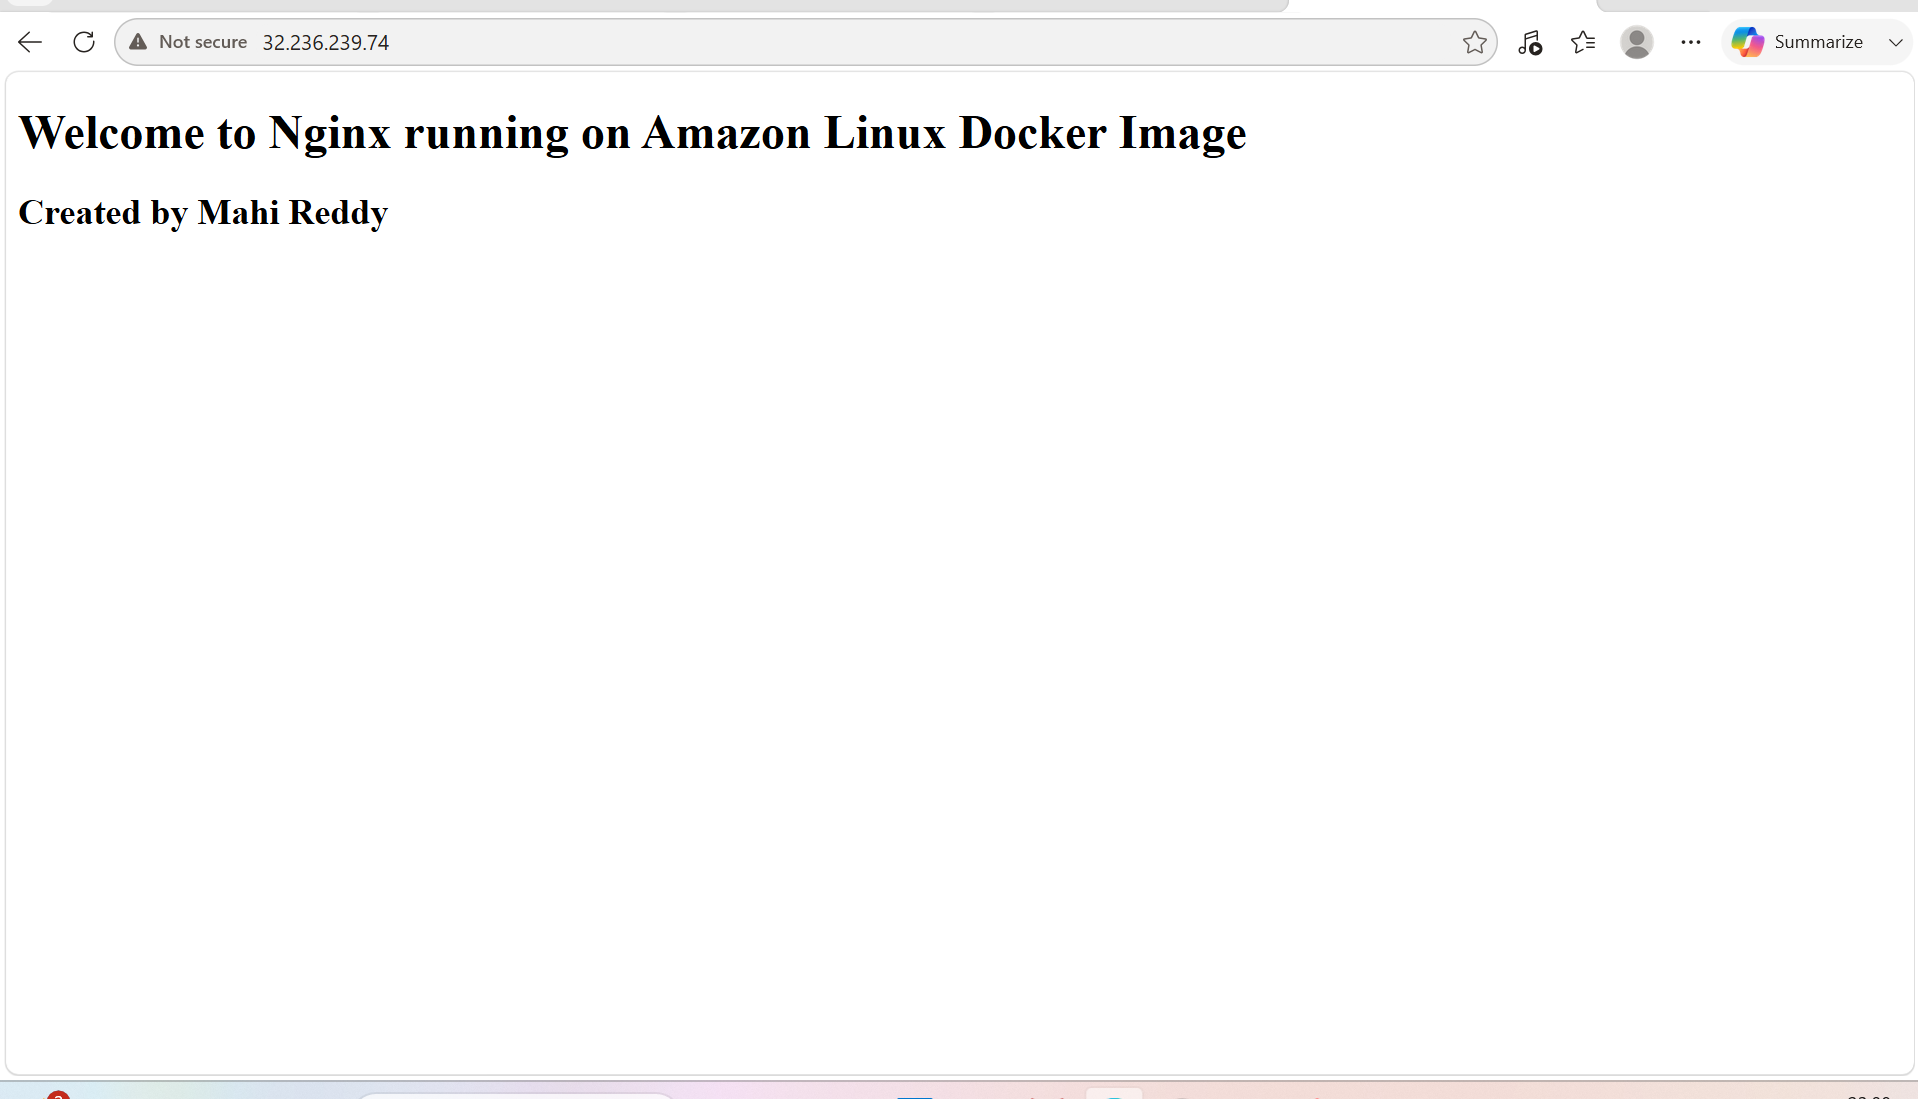 Not secure 32.236.239.74 Summarize
Welcome to Nginx running on Amazon Linux Docker Image
Created by Mahi Reddy